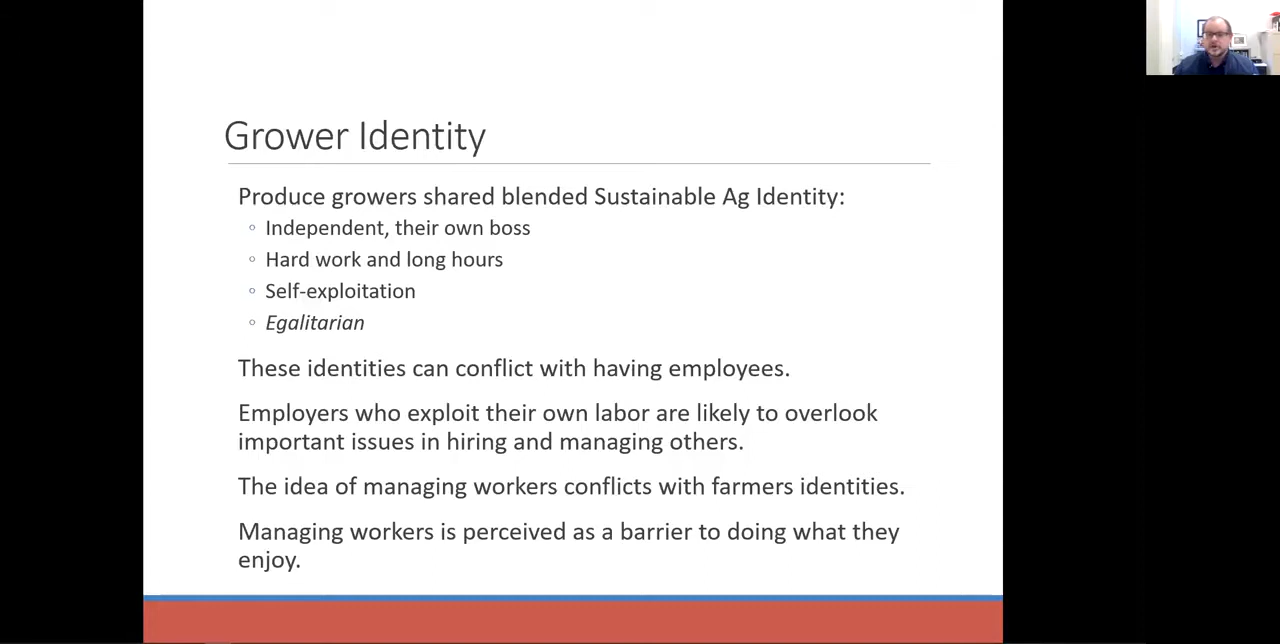 Grower Identity
Produce growers shared blended Sustainable Ag Identity:
◦ Independent, their own boss
◦ Hard work and long hours
◦ Self-exploitation
◦ Egalitarian
These identities can conflict with having employees.
Employers who exploit their own labor are likely to overlook
important issues in hiring and managing others.
The idea of managing workers conflicts with farmers identities.
Managing workers is perceived as a barrier to doing what they
enjoy.